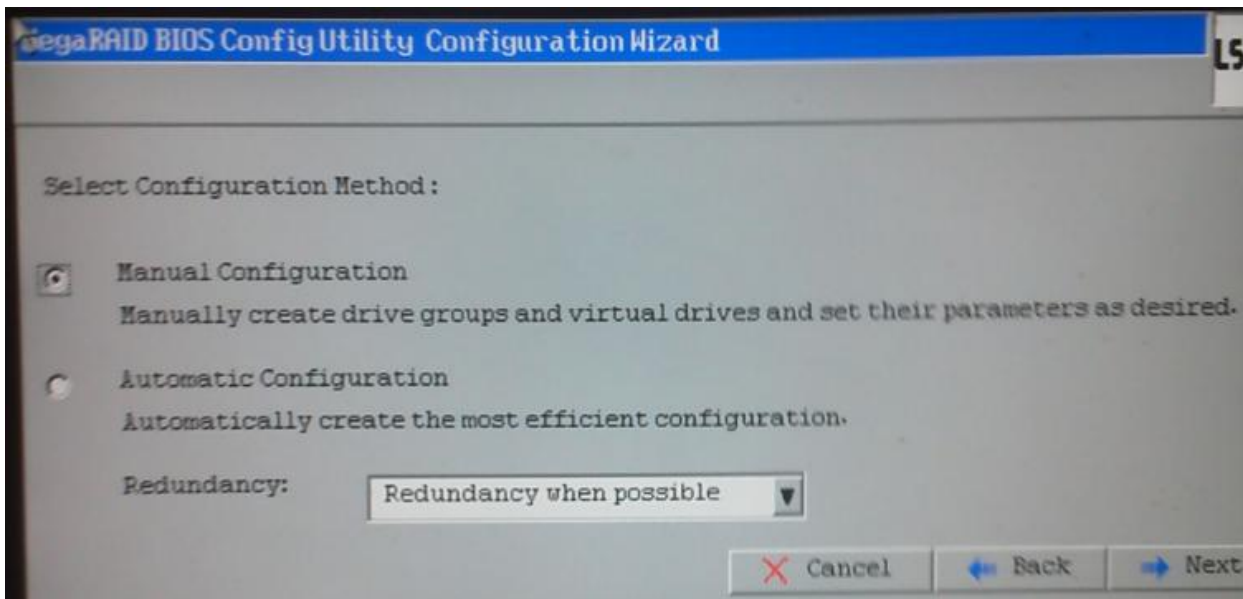 egaRAID BIOS Config Utility Configuration Wizard
LS
Select Configuration Method:
Manual Configuration
Manually create drive groups and virtual drives and set their parameters as desired.
Automatic Configuration
Automatically create the most efficient configuration.
Redundancy:
Redundancy when possible
Cancel
Back
Next